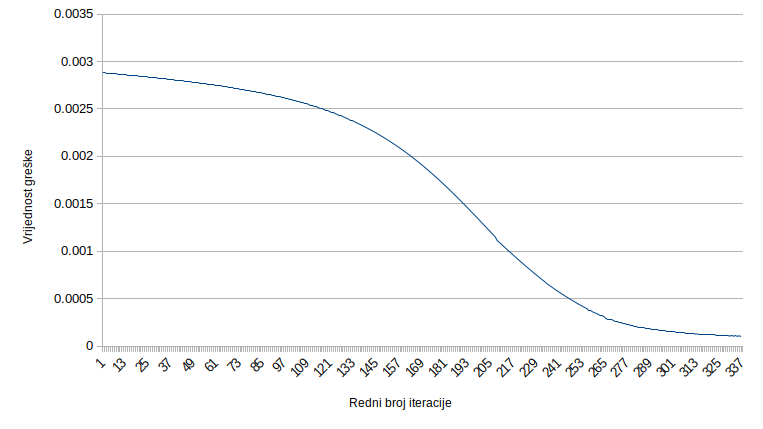 0.0035
0.003
0.0025
0.002
0.0015
0.001
0.0005
0
Vrijednost greške
1 13 25 37 49 61 73 85 97 109 121 133 145 157 169 181 193 205 217 229 241 253 265 277 289 301 313 325 337
Redni broj iteracije